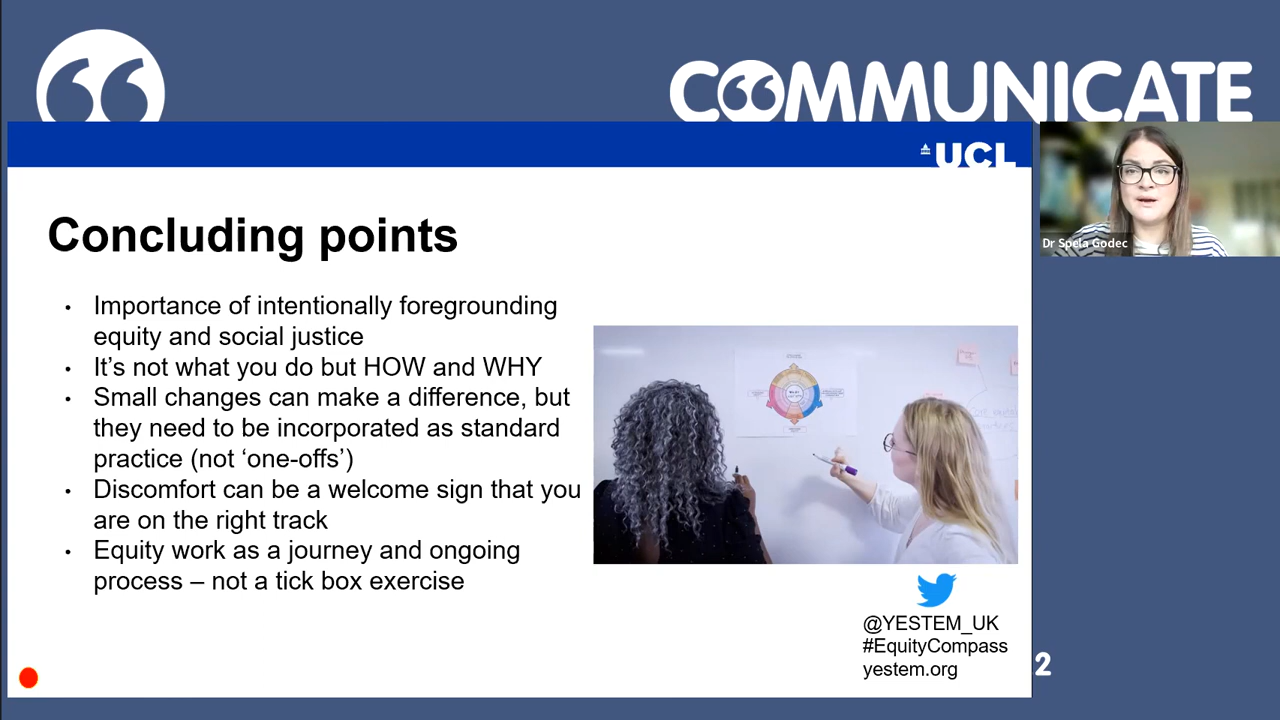 COMMUNICATE
UCL
Dr Spela Godec
Concluding points
• Importance of intentionally foregrounding
equity and social justice
• It’s not what you do but HOW and WHY
• Small changes can make a difference, but
they need to be incorporated as standard
practice (not ‘one-offs’)
• Discomfort can be a welcome sign that you
are on the right track
• Equity work as a journey and ongoing
process – not a tick box exercise
@YESTEM_UK
#EquityCompass
yestem.org
2